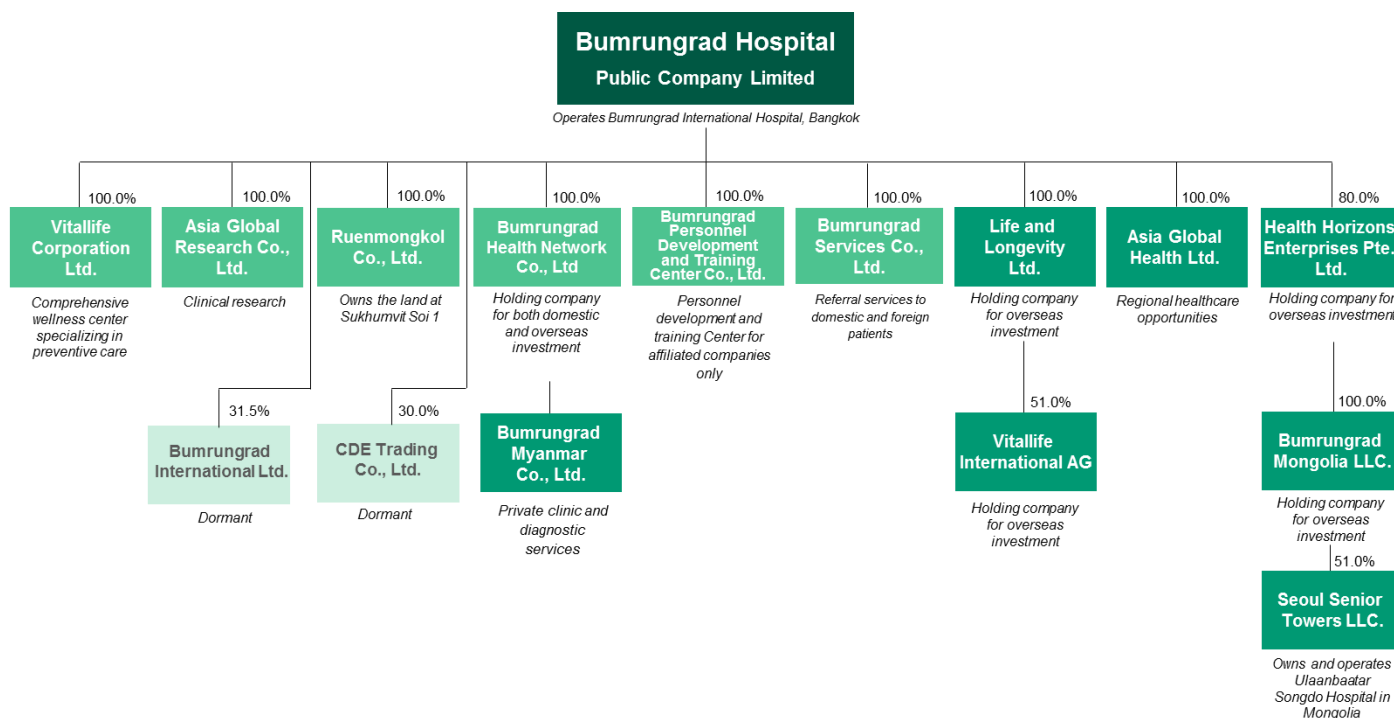 Bumrungrad Hospital
Public Company Limited
Operates Bumrungrad International Hospital, Bangkok
100.0%
Vitallife
Corporation
Ltd.
Comprehensive
wellness center
specializing in
preventive care
100.0%
Asia Global
Research Co.,
Ltd.
Clinical research
100.0%
Ruenmongkol
Co., Ltd.
Owns the land at
Sukhumvit Soi 1
100.0%
Bumrungrad
Health Network
Co., Ltd
Holding company
for both domestic
and overseas
investment
100.0%
Bumrungrad
Personnel
Development
and Training
Center Co., Ltd.
Personnel
development and
training Center for
affiliated companies
only
100.0%
Bumrungrad
Services Co.,
Ltd.
Referral services to
domestic and foreign
patients
100.0%
Life and
Longevity
Ltd.
Holding company
for overseas
investment
100.0%
Asia Global
Health Ltd.
Regional healthcare
opportunities
80.0%
Health Horizons
Enterprises Pte.
Ltd.
Holding company for
overseas investment
31.5%
Bumrungrad
International Ltd.
Dormant
30.0%
CDE Trading
Co., Ltd.
Dormant
Bumrungrad
Myanmar
Co., Ltd.
Private clinic and
diagnostic
services
51.0%
Vitallife
International AG
Holding company
for overseas
investment
100.0%
Bumrungrad
Mongolia LLC.
Holding company
for overseas
investment
51.0%
Seoul Senior
Towers LLC.
Owns and operates
Ulaanbaatar
Songdo Hospital in
Mongolia